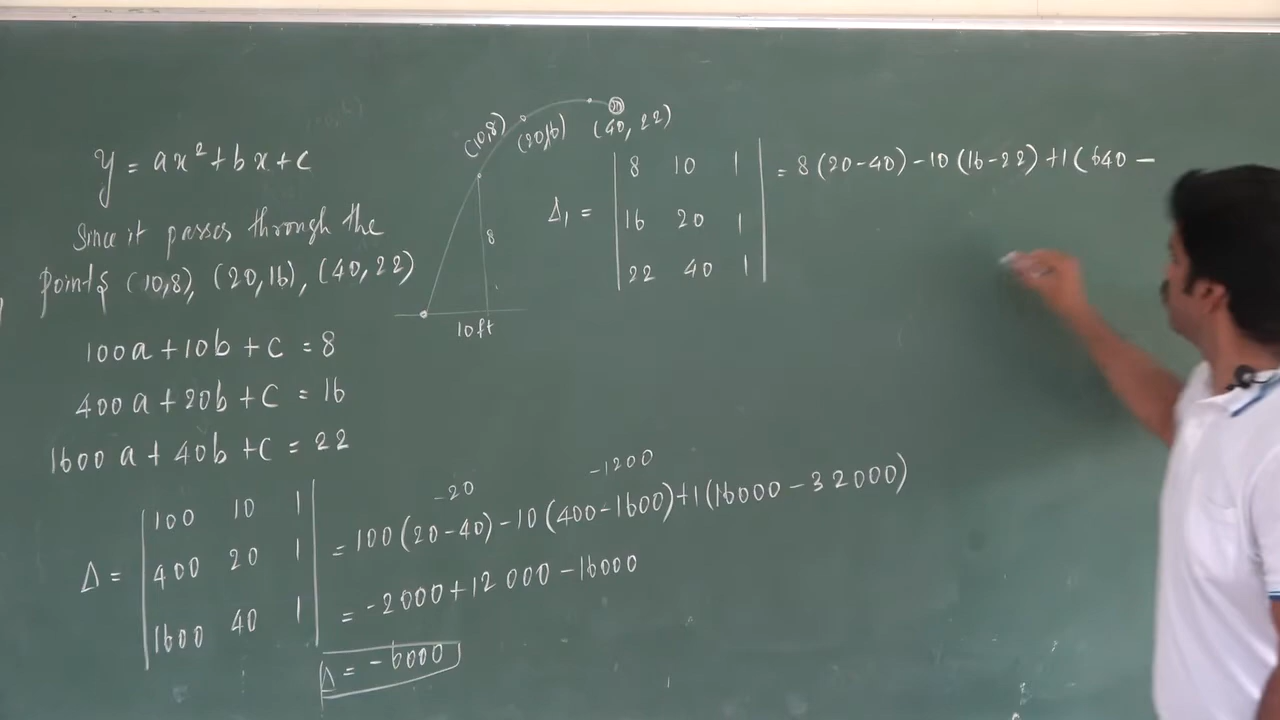 y = ax² + bx + c
Since it passes through the
points (10,8), (20,16), (40,22)
100a + 10b + c = 8
400a + 20b + c = 16
1600a + 40b + c = 22
Δ = | 100 10 1 | = 100(20-40) - 10(400-1600) + 1(16000 - 32000)
| 400 20 1 |
| 1600 40 1 |
-20
-1200
= -2000 + 12000 - 16000
Δ = -6000
(10,8) (20,16) (40,22)
8
10ft
Δ₁ = | 8 10 1 | = 8(20-40) - 10(16-22) + 1(640 -
| 16 20 1 |
| 22 40 1 |